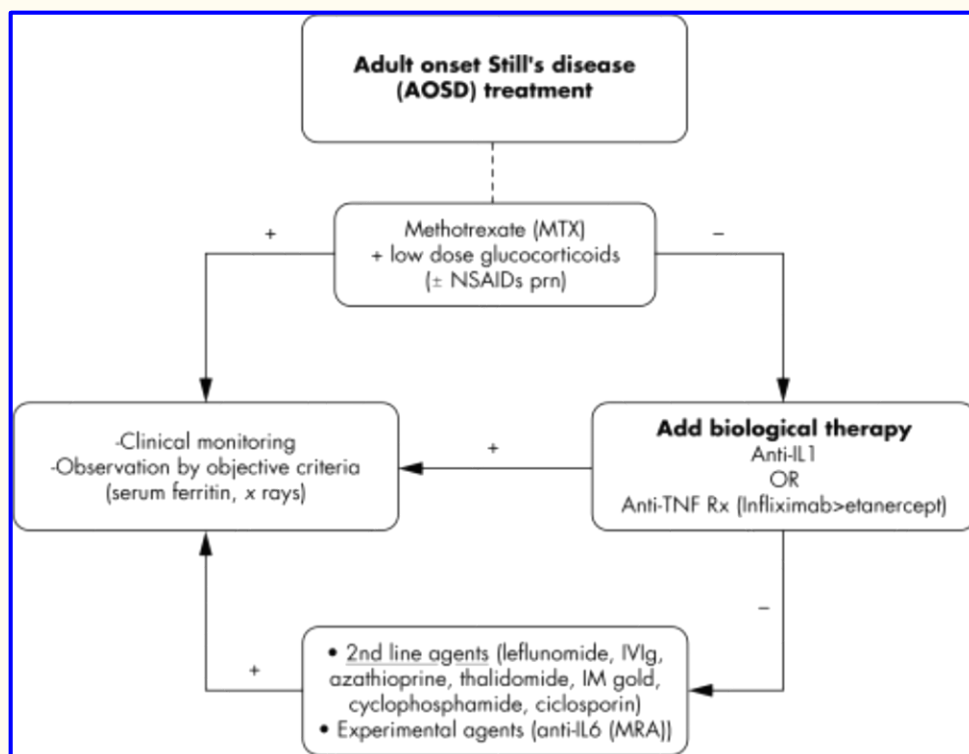 Adult onset Still's disease
(AOSD) treatment
+
Methotrexate (MTX)
+ low dose glucocorticoids
(± NSAIDs prn)
–
-Clinical monitoring
-Observation by objective criteria
(serum ferritin, x rays)
+
Add biological therapy
Anti-IL1
OR
Anti-TNF Rx (Infliximab>etanercept)
–
+
• 2nd line agents (leflunomide, IVIg,
azathioprine, thalidomide, IM gold,
cyclophosphamide, ciclosporin)
• Experimental agents (anti-IL6 (MRA))